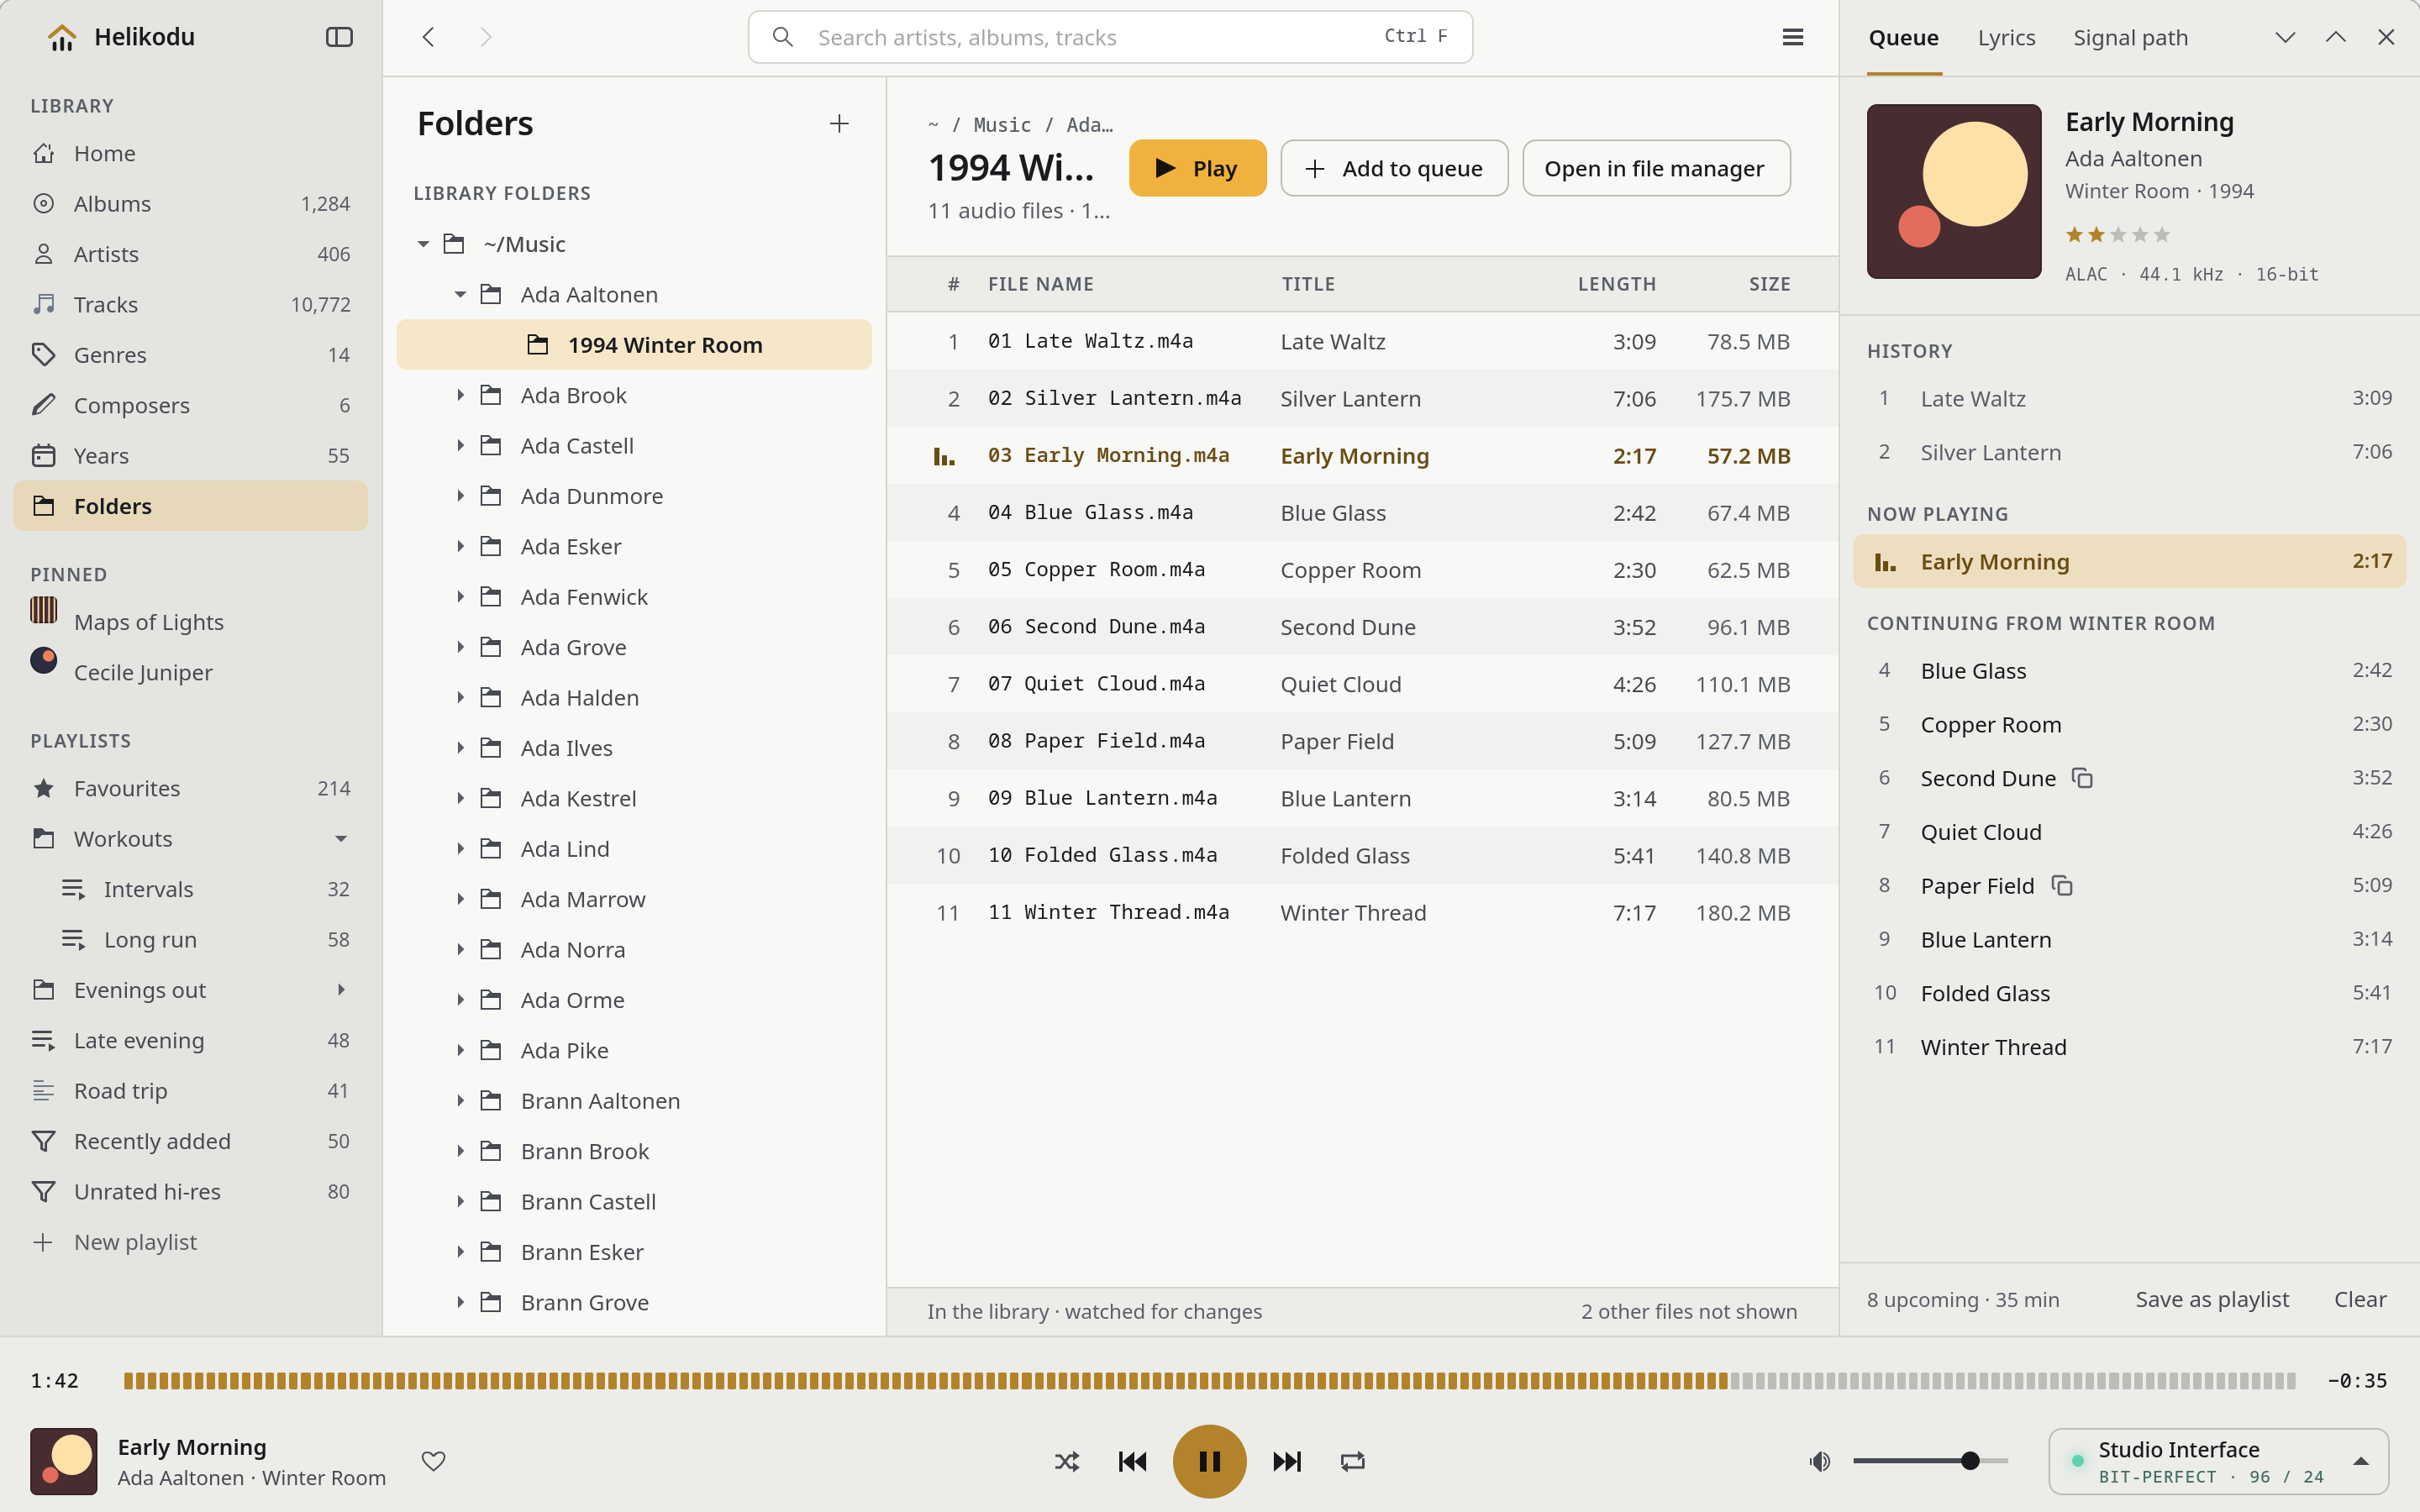 Helikodu
LIBRARY
Home
Albums 1,284
Artists 406
Tracks 10,772
Genres 14
Composers 6
Years 55
Folders
PINNED
Maps of Lights
Cecile Juniper
PLAYLISTS
Favourites 214
Workouts
Intervals 32
Long run 58
Evenings out
Late evening 48
Road trip 41
Recently added 50
Unrated hi-res 80
New playlist
Search artists, albums, tracks Ctrl F
Folders
LIBRARY FOLDERS
~/Music
Ada Aaltonen
1994 Winter Room
Ada Brook
Ada Castell
Ada Dunmore
Ada Esker
Ada Fenwick
Ada Grove
Ada Halden
Ada Ilves
Ada Kestrel
Ada Lind
Ada Marrow
Ada Norra
Ada Orme
Ada Pike
Brann Aaltonen
Brann Brook
Brann Castell
Brann Esker
Brann Grove
~ / Music / Ada…
1994 Wi…
11 audio files · 1…
Play
Add to queue
Open in file manager
# FILE NAME TITLE LENGTH SIZE
1 01 Late Waltz.m4a Late Waltz 3:09 78.5 MB
2 02 Silver Lantern.m4a Silver Lantern 7:06 175.7 MB
03 Early Morning.m4a Early Morning 2:17 57.2 MB
4 04 Blue Glass.m4a Blue Glass 2:42 67.4 MB
5 05 Copper Room.m4a Copper Room 2:30 62.5 MB
6 06 Second Dune.m4a Second Dune 3:52 96.1 MB
7 07 Quiet Cloud.m4a Quiet Cloud 4:26 110.1 MB
8 08 Paper Field.m4a Paper Field 5:09 127.7 MB
9 09 Blue Lantern.m4a Blue Lantern 3:14 80.5 MB
10 10 Folded Glass.m4a Folded Glass 5:41 140.8 MB
11 11 Winter Thread.m4a Winter Thread 7:17 180.2 MB
In the library · watched for changes 2 other files not shown
Queue Lyrics Signal path
Early Morning
Ada Aaltonen
Winter Room · 1994
ALAC · 44.1 kHz · 16-bit
HISTORY
1 Late Waltz 3:09
2 Silver Lantern 7:06
NOW PLAYING
Early Morning 2:17
CONTINUING FROM WINTER ROOM
4 Blue Glass 2:42
5 Copper Room 2:30
6 Second Dune 3:52
7 Quiet Cloud 4:26
8 Paper Field 5:09
9 Blue Lantern 3:14
10 Folded Glass 5:41
11 Winter Thread 7:17
8 upcoming · 35 min Save as playlist Clear
1:42 −0:35
Early Morning
Ada Aaltonen · Winter Room
Studio Interface
BIT-PERFECT · 96 / 24